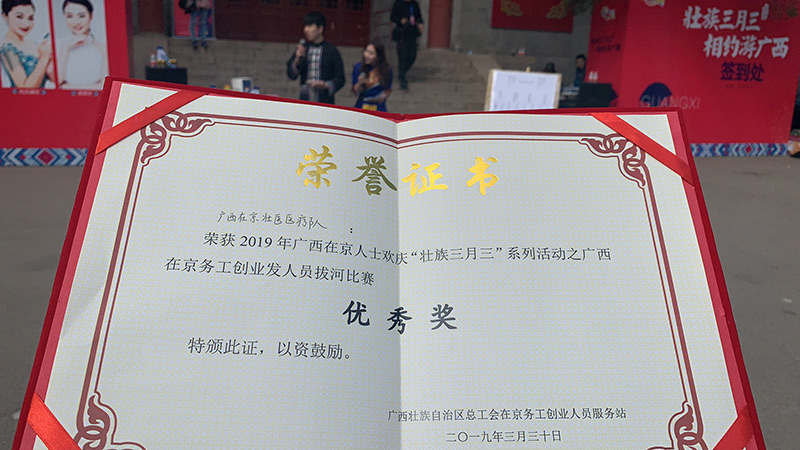 壮族三月三
相约游广西
签到处
GUANGXI
荣誉证书
广西在京壮医医疗队：
荣获 2019 年广西在京人士欢庆“壮族三月三”系列活动之广西
在京务工创业发人员拔河比赛
优秀奖
特颁此证，以资鼓励。
广西壮族自治区总工会在京务工创业人员服务站
二〇一九年三月三十日